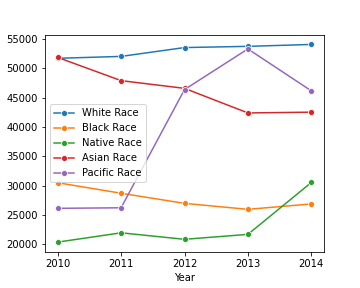 55000
50000
45000
40000
35000
30000
25000
20000
White Race
Black Race
Native Race
Asian Race
Pacific Race
2010 2011 2012 2013 2014
Year